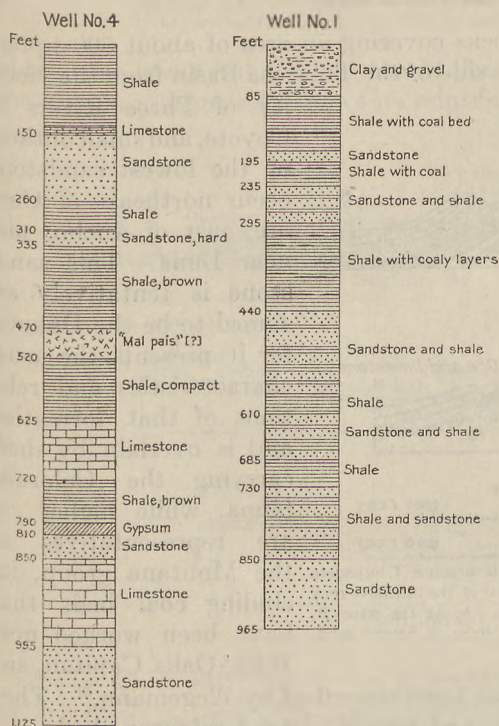 Well No.4
Feet
Shale
150
Limestone
Sandstone
260
Shale
310
Sandstone, hard
335
Shale, brown
470
"Mal pais" [?]
520
Shale, compact
625
Limestone
720
Shale, brown
790
Gypsum
810
Sandstone
850
Limestone
995
Sandstone
1125
Well No.1
Feet
Clay and gravel
85
Shale with coal bed
195
Sandstone
Shale with coal
235
Sandstone and shale
295
Shale with coaly layers
440
Sandstone and shale
610
Shale
Sandstone and shale
685
Shale
730
Shale and sandstone
850
Sandstone
965